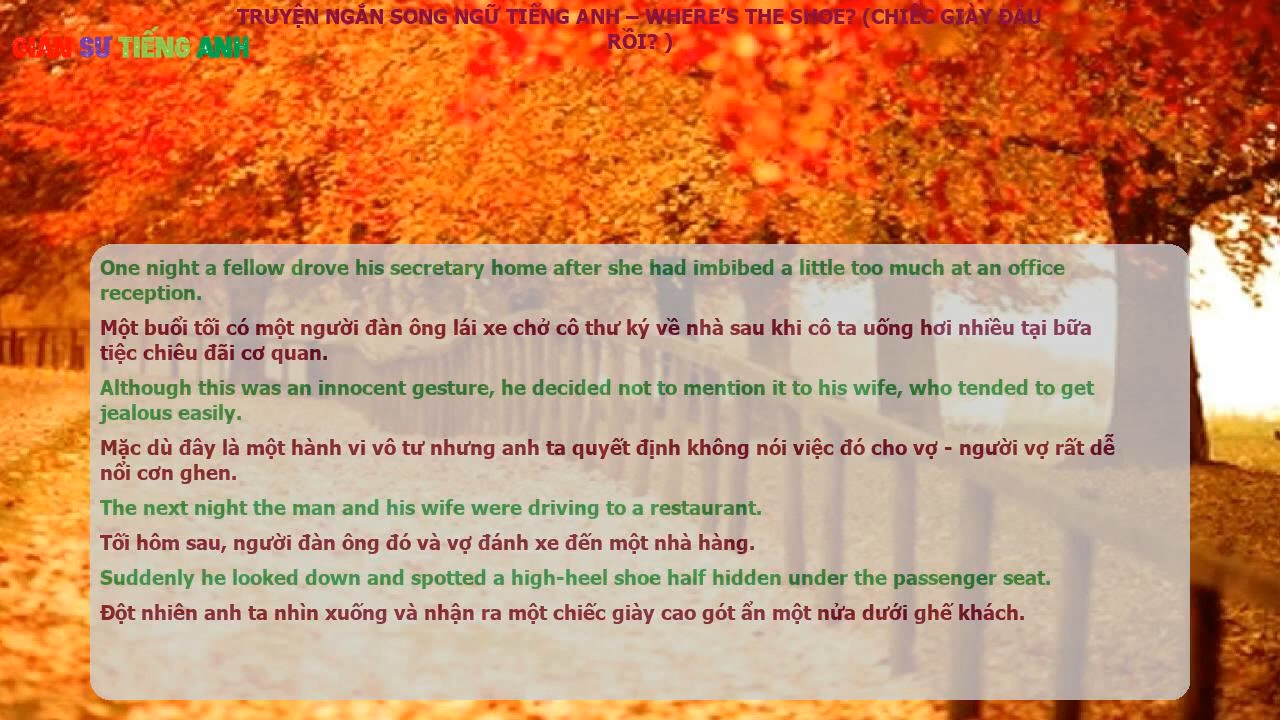 TRUYỆN NGẮN SONG NGỮ TIẾNG ANH – WHERE'S THE SHOE? (CHIẾC GIÀY ĐÂU
RỒI? )
GIÁN SƯ TIẾNG ANH
One night a fellow drove his secretary home after she had imbibed a little too much at an office
reception.
Một buổi tối có một người đàn ông lái xe chở cô thư ký về nhà sau khi cô ta uống hơi nhiều tại bữa
tiệc chiêu đãi cơ quan.
Although this was an innocent gesture, he decided not to mention it to his wife, who tended to get
jealous easily.
Mặc dù đây là một hành vi vô tư nhưng anh ta quyết định không nói việc đó cho vợ - người vợ rất dễ
nổi cơn ghen.
The next night the man and his wife were driving to a restaurant.
Tối hôm sau, người đàn ông đó và vợ đánh xe đến một nhà hàng.
Suddenly he looked down and spotted a high-heel shoe half hidden under the passenger seat.
Đột nhiên anh ta nhìn xuống và nhận ra một chiếc giày cao gót ẩn một nửa dưới ghế khách.